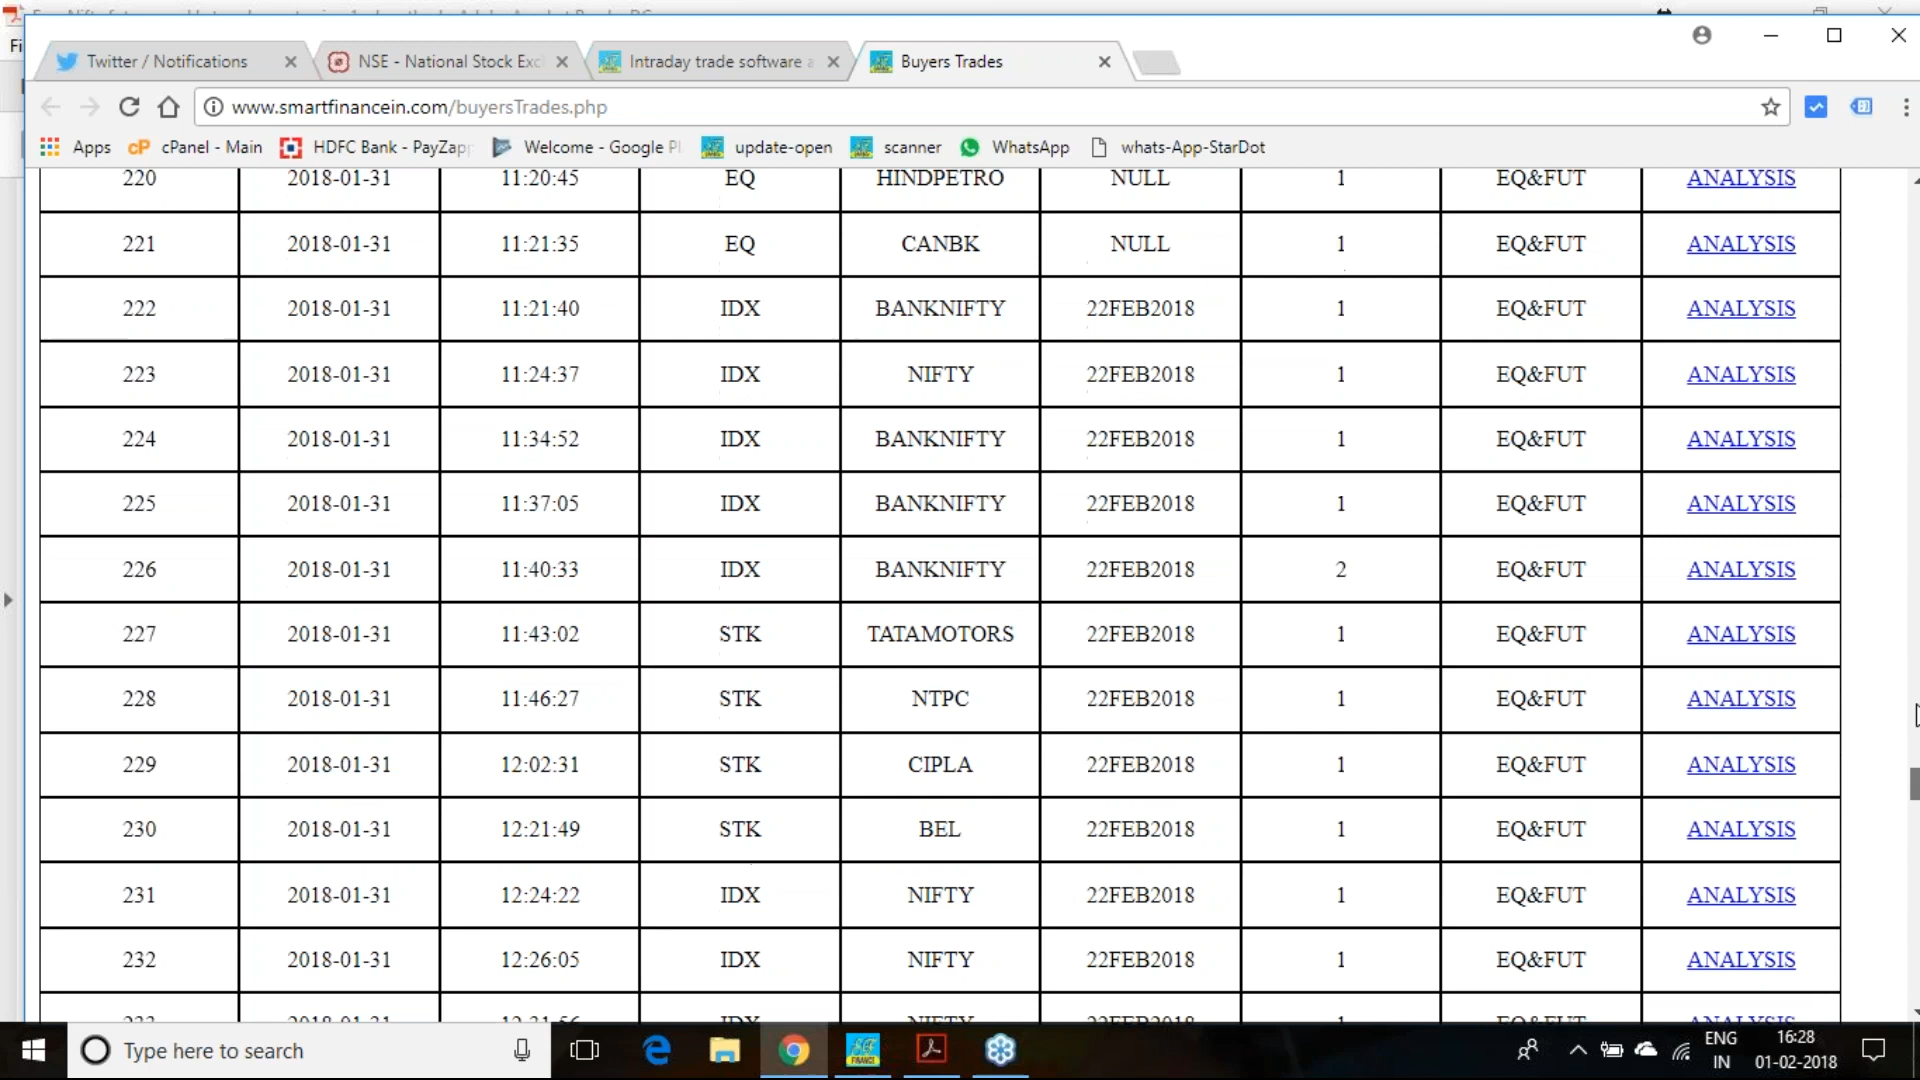 Fi
Twitter / Notifications
NSE - National Stock Exc
Intraday trade software a
Buyers Trades
www.smartfinancein.com/buyersTrades.php
Apps
cPanel - Main
HDFC Bank - PayZapp
Welcome - Google Pl
update-open
scanner
WhatsApp
whats-App-StarDot
220 2018-01-31 11:20:45 EQ HINDPETRO NULL 1 EQ&FUT ANALYSIS
221 2018-01-31 11:21:35 EQ CANBK NULL 1 EQ&FUT ANALYSIS
222 2018-01-31 11:21:40 IDX BANKNIFTY 22FEB2018 1 EQ&FUT ANALYSIS
223 2018-01-31 11:24:37 IDX NIFTY 22FEB2018 1 EQ&FUT ANALYSIS
224 2018-01-31 11:34:52 IDX BANKNIFTY 22FEB2018 1 EQ&FUT ANALYSIS
225 2018-01-31 11:37:05 IDX BANKNIFTY 22FEB2018 1 EQ&FUT ANALYSIS
226 2018-01-31 11:40:33 IDX BANKNIFTY 22FEB2018 2 EQ&FUT ANALYSIS
227 2018-01-31 11:43:02 STK TATAMOTORS 22FEB2018 1 EQ&FUT ANALYSIS
228 2018-01-31 11:46:27 STK NTPC 22FEB2018 1 EQ&FUT ANALYSIS
229 2018-01-31 12:02:31 STK CIPLA 22FEB2018 1 EQ&FUT ANALYSIS
230 2018-01-31 12:21:49 STK BEL 22FEB2018 1 EQ&FUT ANALYSIS
231 2018-01-31 12:24:22 IDX NIFTY 22FEB2018 1 EQ&FUT ANALYSIS
232 2018-01-31 12:26:05 IDX NIFTY 22FEB2018 1 EQ&FUT ANALYSIS
Type here to search
FINANCE
ENG
IN
16:28
01-02-2018